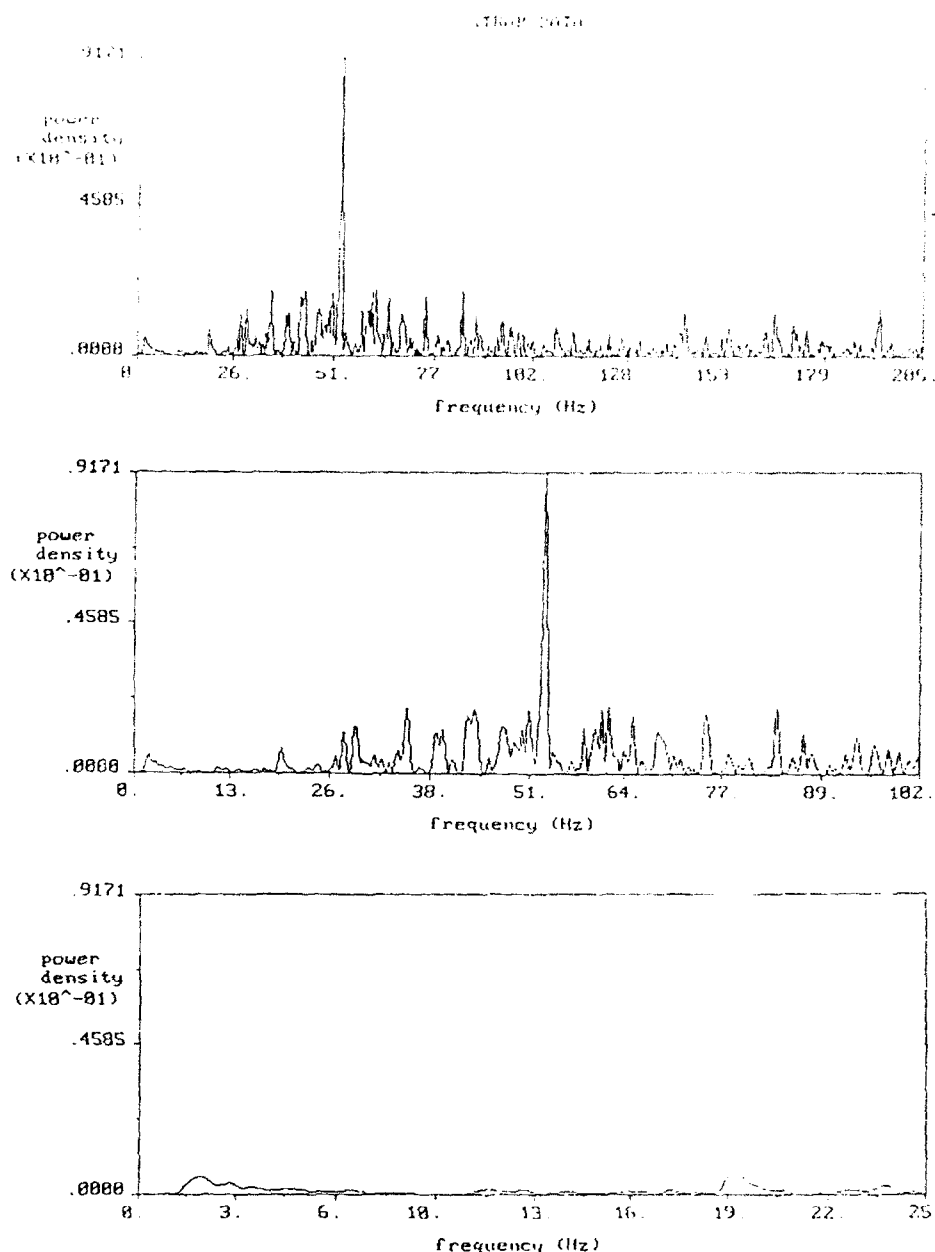 .9171
power
density
(X10^-01)
.4585
.0000
0 26. 51. 77 102. 128 153 179. 205.
frequency (Hz)
.9171
power
density
(X10^-01)
.4585
.0000
0. 13. 26. 38. 51. 64. 77. 89. 102.
frequency (Hz)
.9171
power
density
(X10^-01)
.4585
.0000
0. 3. 6. 10. 13. 16. 19. 22. 25
frequency (Hz)